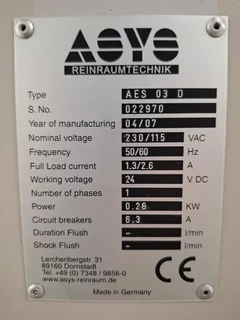 ASYS
REINRAUMTECHNIK
Type AES 03 D
S. No. 022970
Year of manufacturing 04/07
Nominal voltage 230/115 VAC
Frequency 50/60 Hz
Full Load current 1,3/2,6 A
Working voltage 24 V DC
Number of phases 1
Power 0.26 KW
Circuit breakers 6,3 A
Duration Flush – l/min
Shock Flush – l/min
Lerchenbergstr. 31
89160 Dornstadt
Tel. +49 (0) 7348 / 9856-0
www.asys-reinraum.de
CE
Made in Germany